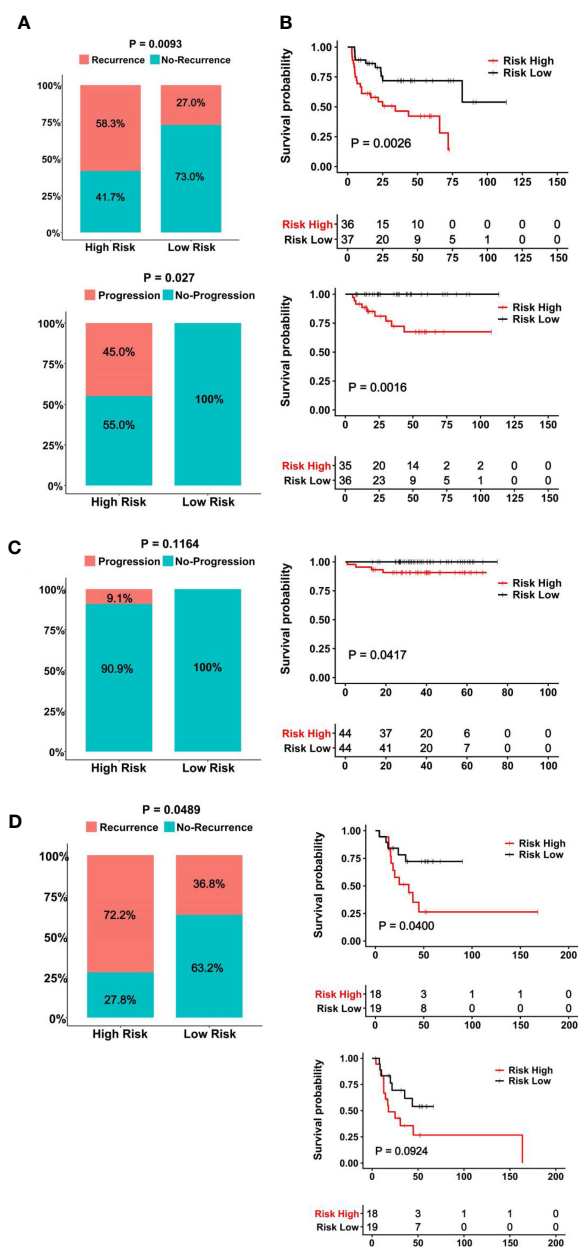 A
P = 0.0093
Recurrence No-Recurrence
100%
75%
50%
25%
0%
58.3%
41.7%
27.0%
73.0%
High Risk Low Risk
P = 0.027
Progression No-Progression
100%
75%
50%
25%
0%
45.0%
55.0%
100%
High Risk Low Risk
B
Survival probability
1.00
0.75
0.50
0.25
0.00
Risk High
Risk Low
P = 0.0026
0 25 50 75 100 125 150
Risk High 36 15 10 0 0 0 0
Risk Low 37 20 9 5 1 0 0
0 25 50 75 100 125 150
Survival probability
1.00
0.75
0.50
0.25
0.00
Risk High
Risk Low
P = 0.0016
0 25 50 75 100 125 150
Risk High 35 20 14 2 2 0 0
Risk Low 36 23 9 5 1 0 0
0 25 50 75 100 125 150
C
P = 0.1164
Progression No-Progression
100%
75%
50%
25%
0%
9.1%
90.9%
100%
High Risk Low Risk
Survival probability
1.00
0.75
0.50
0.25
0.00
Risk High
Risk Low
P = 0.0417
0 20 40 60 80 100
Risk High 44 37 20 6 0 0
Risk Low 44 41 20 7 0 0
0 20 40 60 80 100
D
P = 0.0489
Recurrence No-Recurrence
100%
75%
50%
25%
0%
72.2%
27.8%
36.8%
63.2%
High Risk Low Risk
Survival probability
1.00
0.75
0.50
0.25
0.00
Risk High
Risk Low
P = 0.0400
0 50 100 150 200
Risk High 18 3 1 1 0
Risk Low 19 8 0 0 0
0 50 100 150 200
Survival probability
1.00
0.75
0.50
0.25
0.00
Risk High
Risk Low
P = 0.0924
0 50 100 150 200
Risk High 18 3 1 1 0
Risk Low 19 7 0 0 0
0 50 100 150 200